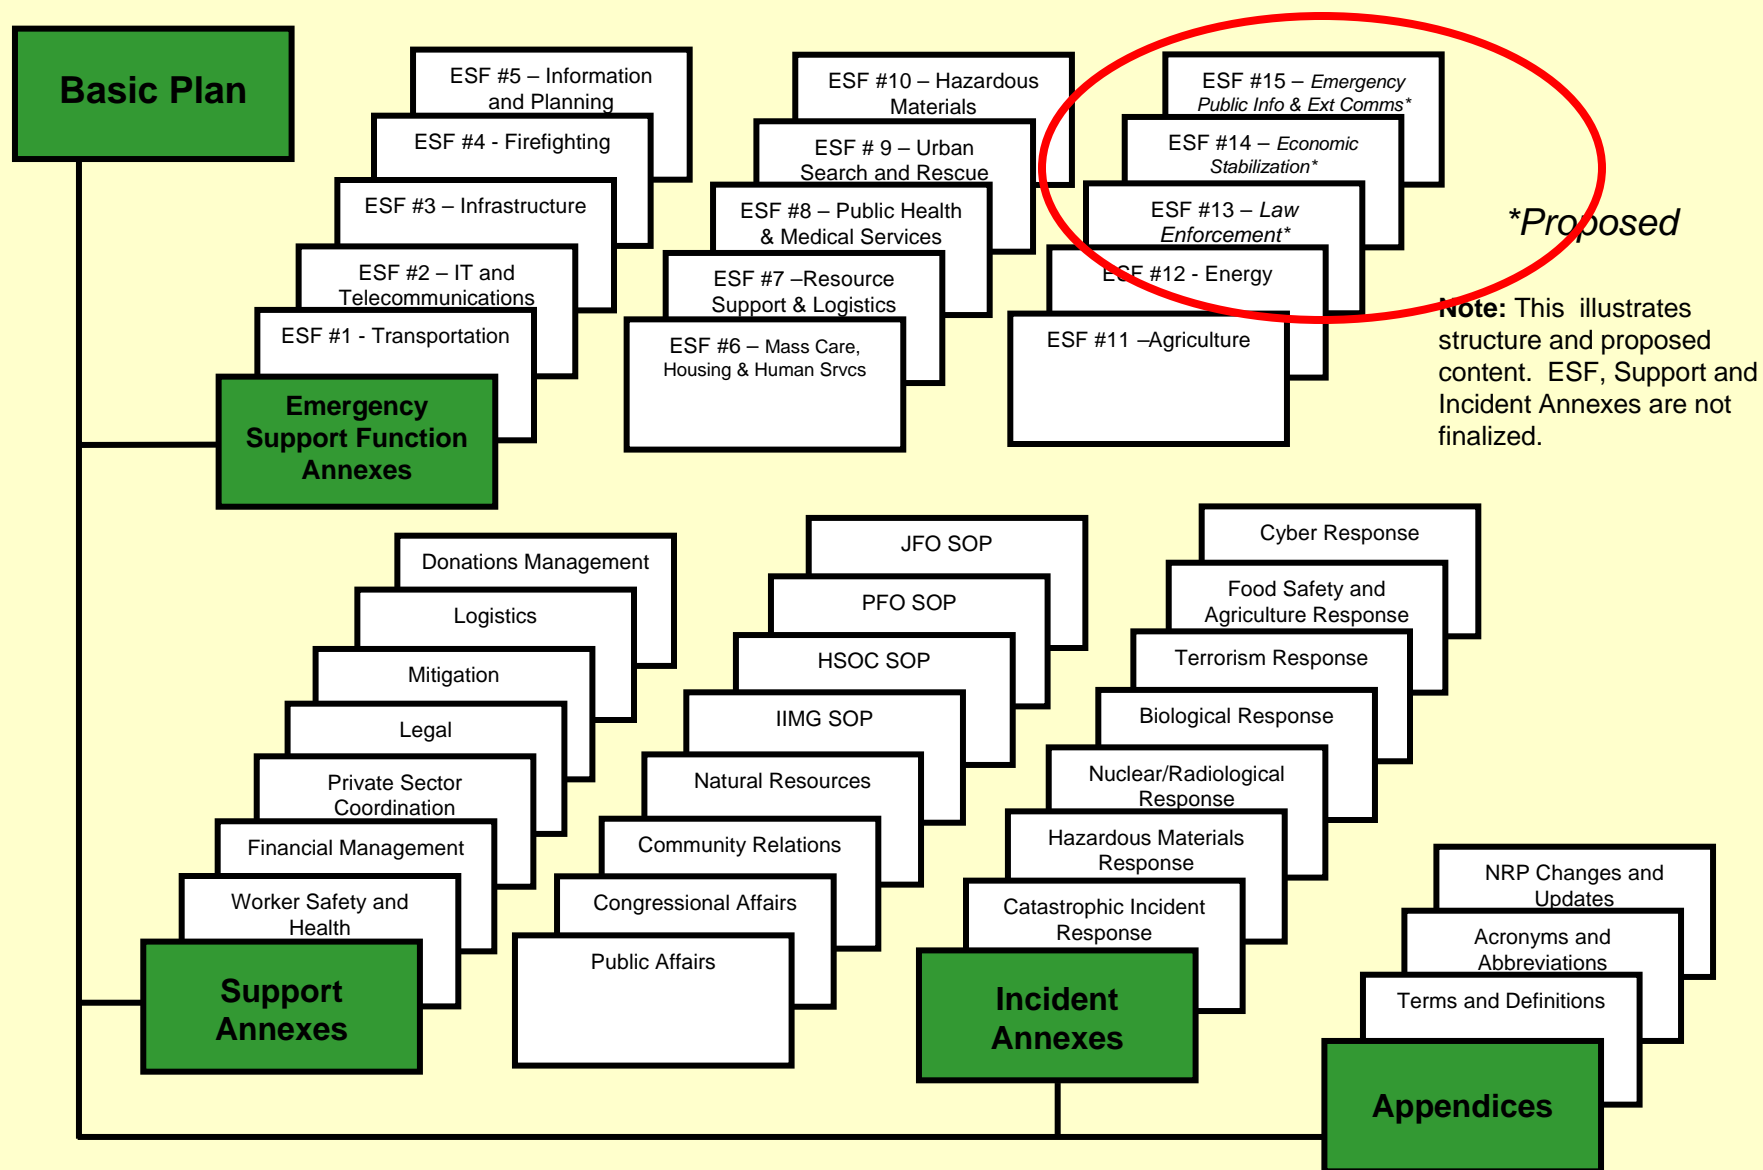 Basic Plan
ESF #5 – Information
and Planning
ESF #4 - Firefighting
ESF #3 – Infrastructure
ESF #2 – IT and
Telecommunications
ESF #1 - Transportation
Emergency
Support Function
Annexes
ESF #10 – Hazardous
Materials
ESF # 9 – Urban
Search and Rescue
ESF #8 – Public Health
& Medical Services
ESF #7 –Resource
Support & Logistics
ESF #6 – Mass Care,
Housing & Human Srvcs
ESF #15 – Emergency
Public Info & Ext Comms*
ESF #14 – Economic
Stabilization*
ESF #13 – Law
Enforcement*
ESF #12 - Energy
ESF #11 –Agriculture
*Proposed
Note: This illustrates
structure and proposed
content. ESF, Support and
Incident Annexes are not
finalized.
Donations Management
Logistics
Mitigation
Legal
Private Sector
Coordination
Financial Management
Worker Safety and
Health
Support
Annexes
JFO SOP
PFO SOP
HSOC SOP
IIMG SOP
Natural Resources
Community Relations
Congressional Affairs
Public Affairs
Cyber Response
Food Safety and
Agriculture Response
Terrorism Response
Biological Response
Nuclear/Radiological
Response
Hazardous Materials
Response
Catastrophic Incident
Response
Incident
Annexes
NRP Changes and
Updates
Acronyms and
Abbreviations
Terms and Definitions
Appendices